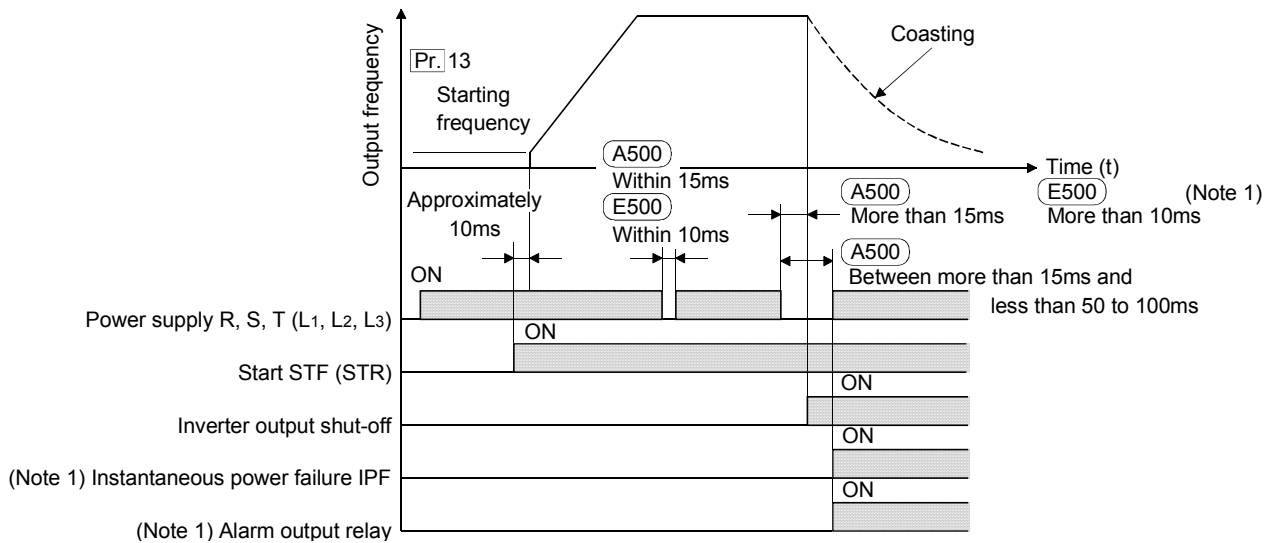 Output frequency
Pr. 13
Starting
frequency
Coasting
Time (t)
A500
Within 15ms
E500
Within 10ms
Approximately
10ms
A500
More than 15ms
E500
More than 10ms
(Note 1)
A500
Between more than 15ms and
less than 50 to 100ms
ON
Power supply R, S, T (L1, L2, L3)
ON
Start STF (STR)
ON
Inverter output shut-off
ON
(Note 1) Instantaneous power failure IPF
ON
(Note 1) Alarm output relay